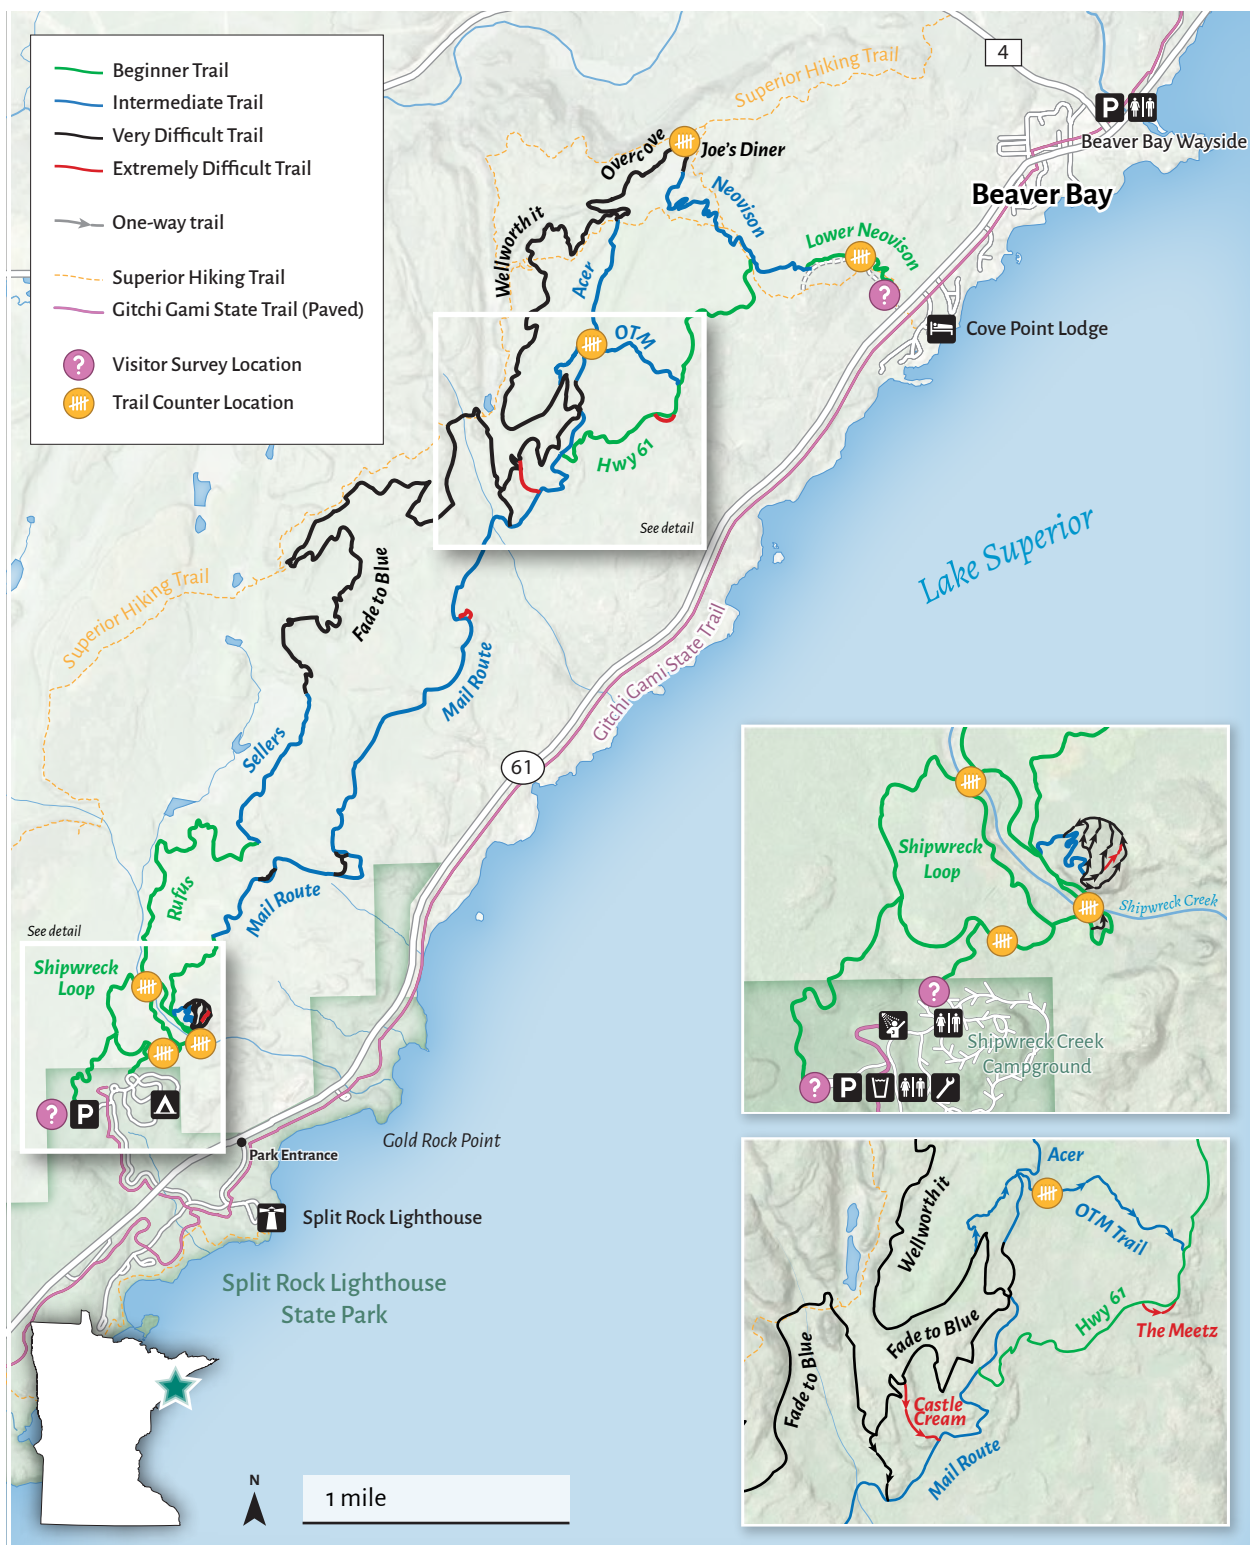 Beginner Trail
Intermediate Trail
Very Difficult Trail
Extremely Difficult Trail
One-way trail
Superior Hiking Trail
Gitchi Gami State Trail (Paved)
?
Visitor Survey Location
Trail Counter Location
Superior Hiking Trail
4
P
Beaver Bay Wayside
Beaver Bay
Overcove
Joe's Diner
Neovison
Lower Neovison
?
Wellworthit
Acer
OTM
Cove Point Lodge
Hwy 61
See detail
Lake Superior
Superior Hiking Trail
Fade to Blue
Mail Route
Gitchi Gami State Trail
Sellers
61
Rufus
Mail Route
See detail
Shipwreck
Loop
?
P
Gold Rock Point
Park Entrance
Split Rock Lighthouse
Split Rock Lighthouse
State Park
N
1 mile
Shipwreck
Loop
Shipwreck Creek
?
Shipwreck Creek
Campground
?
P
Acer
Wellworthit
OTM Trail
Hwy 61
The Meetz
Fade to Blue
Fade to Blue
Castle
Cream
Mail Route